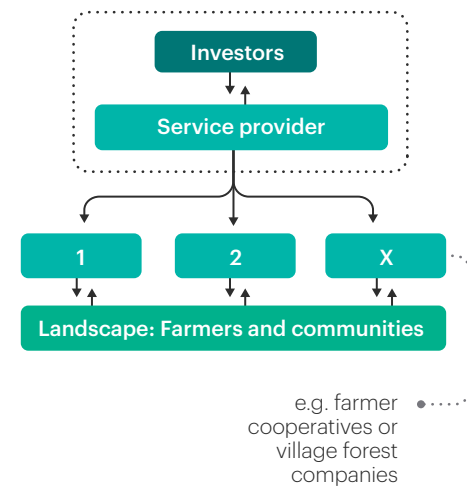 Investors
Service provider
1
2
X
Landscape: Farmers and communities
e.g. farmer
cooperatives or
village forest
companies